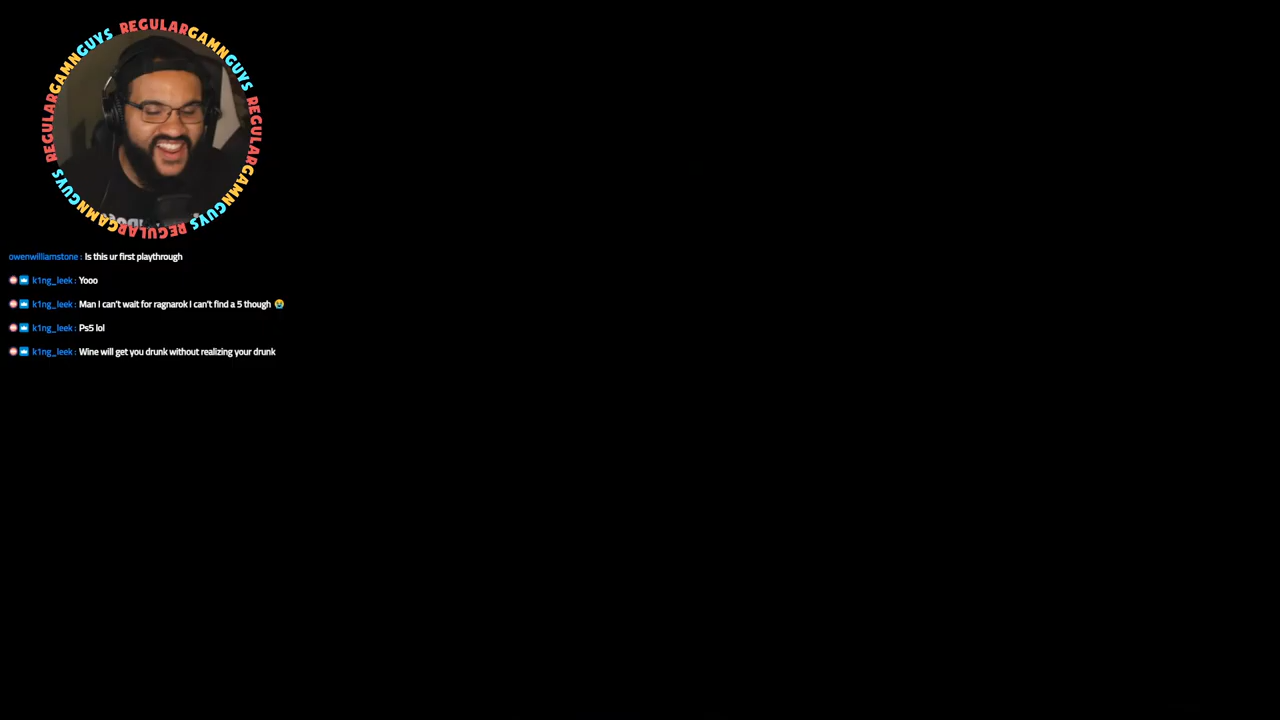 REGULARGAMNGUYS REGULARGAMNGUYS REGULARGAMNGUYS REGULARGAMNGUYS
owenwilliamstone : Is this ur first playthrough
k1ng_leek : Yooo
k1ng_leek : Man I can't wait for ragnarok I can't find a 5 though 😭
k1ng_leek : Ps5 lol
k1ng_leek : Wine will get you drunk without realizing your drunk